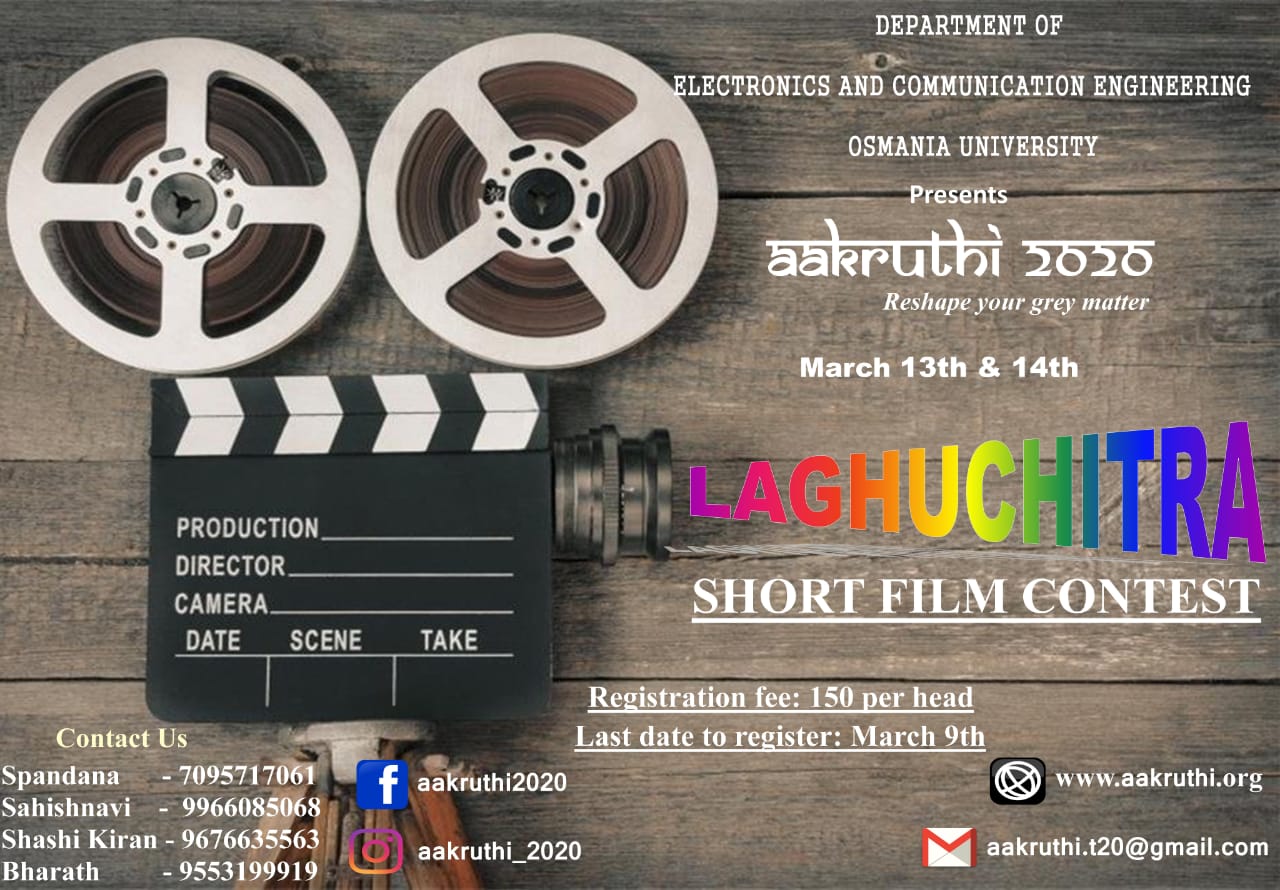 DEPARTMENT OF
ELECTRONICS AND COMMUNICATION ENGINEERING
OSMANIA UNIVERSITY
Presents
aakruthi 2020
Reshape your grey matter
March 13th & 14th
LAGHUCHITRA
SHORT FILM CONTEST
PRODUCTION
DIRECTOR
CAMERA
DATE SCENE TAKE
Registration fee: 150 per head
Last date to register: March 9th
Contact Us
Spandana - 7095717061
Sahishnavi - 9966085068
Shashi Kiran - 9676635563
Bharath - 9553199919
aakruthi2020
aakruthi_2020
www.aakruthi.org
aakruthi.t20@gmail.com